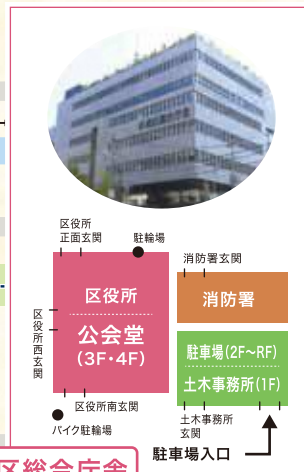 区役所
正面玄関
駐輪場
消防署玄関
区役所
公会堂
(3F・4F)
消防署
区役所西玄関
駐車場(2F~RF)
土木事務所(1F)
区役所南玄関
バイク駐輪場
土木事務所
玄関
駐車場入口
区総合庁舎